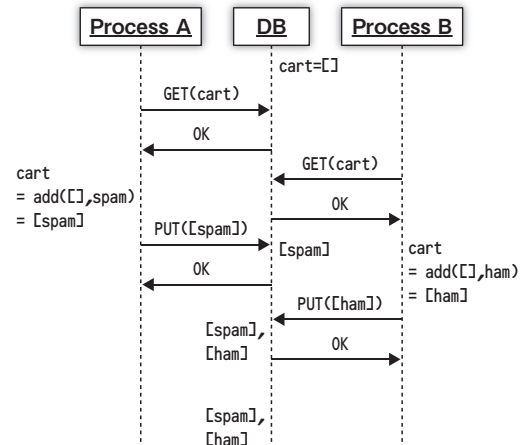 Process A
DB
Process B
cart=[]
GET(cart)
OK
GET(cart)
cart
= add([],spam)
= [spam]
OK
PUT([spam])
[spam]
cart
= add([],ham)
= [ham]
OK
PUT([ham])
[spam],
[ham]
OK
[spam],
[ham]